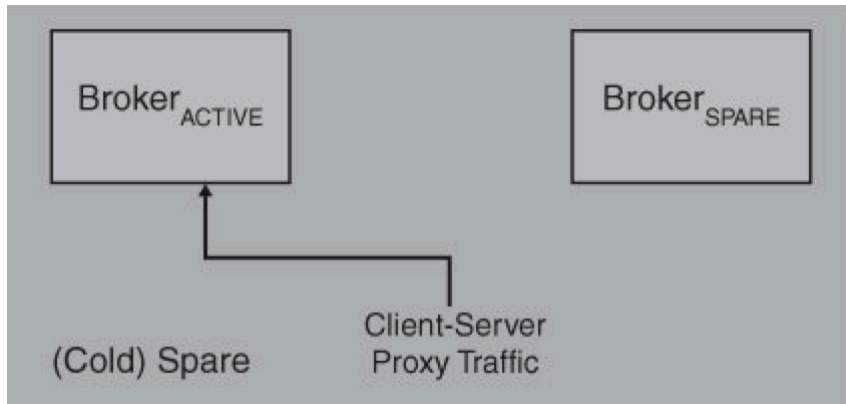 Broker ACTIVE
Broker SPARE
Client-Server
Proxy Traffic
(Cold) Spare